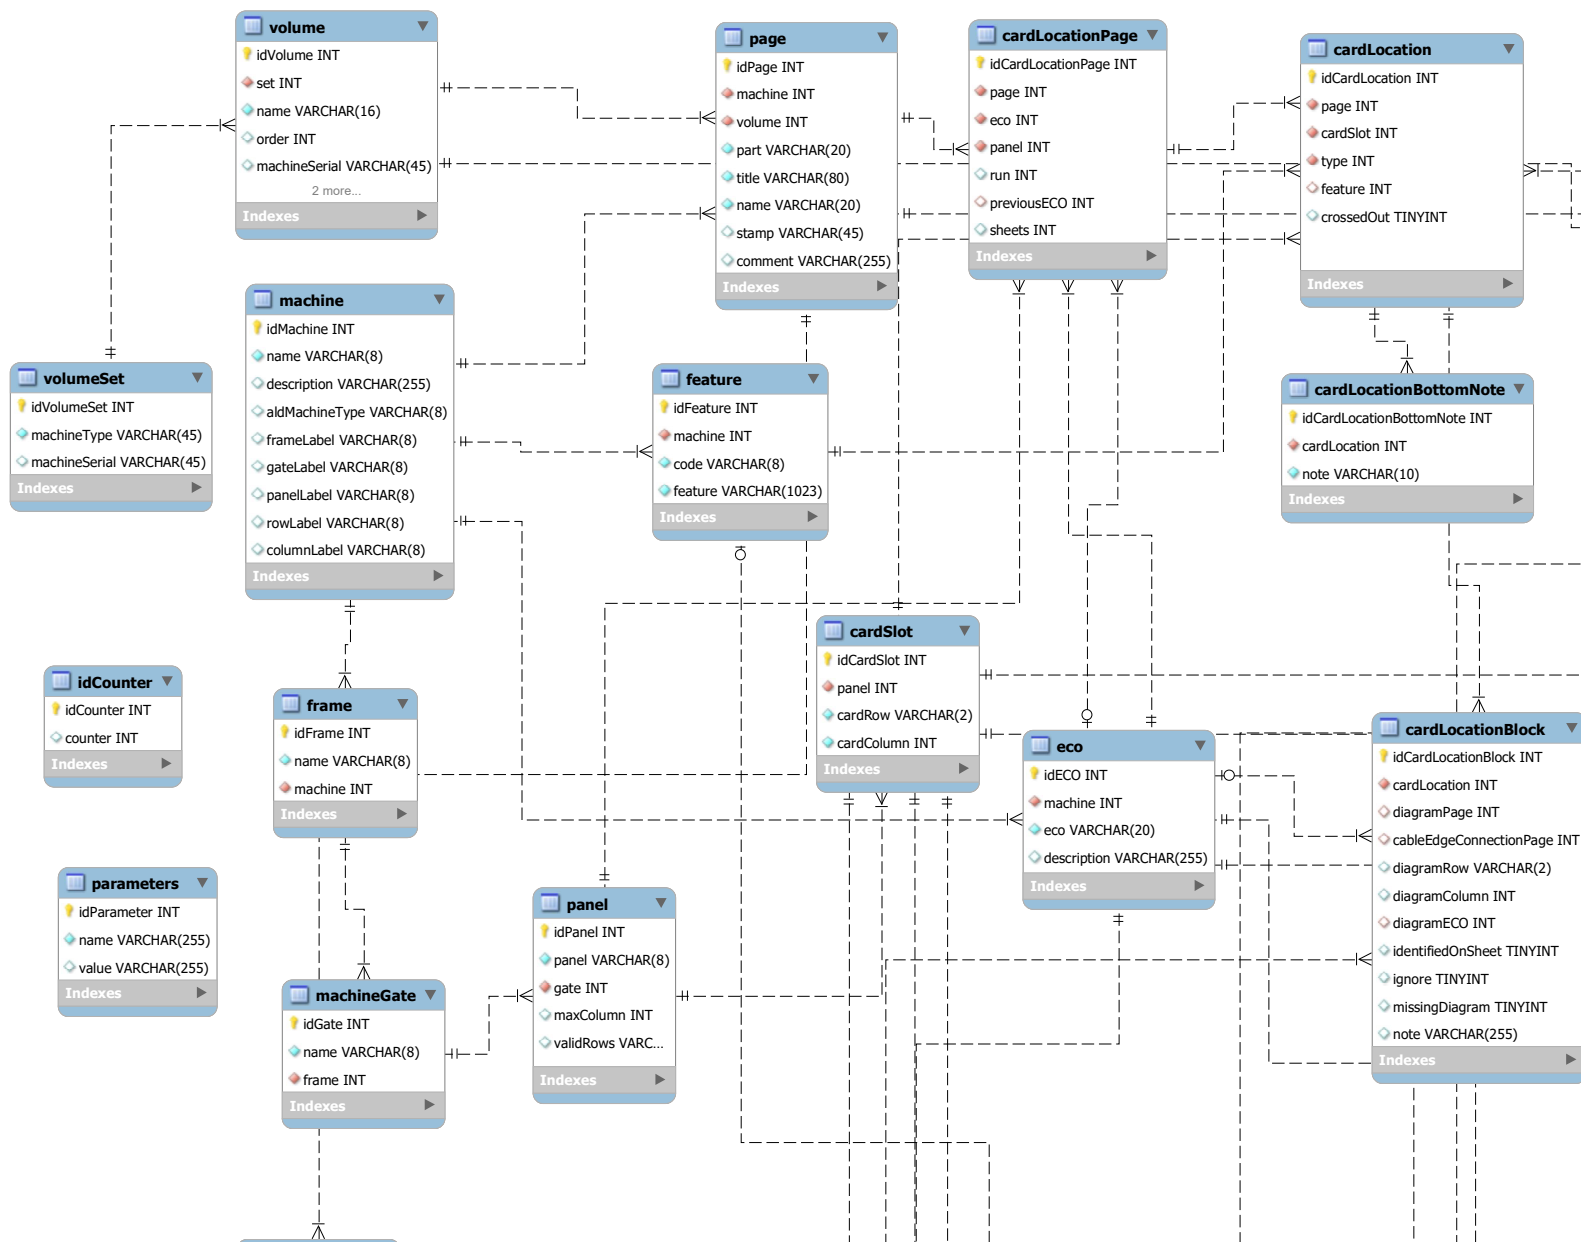 volume
idVolume INT
set INT
name VARCHAR(16)
order INT
machineSerial VARCHAR(45)
2 more...
Indexes
page
idPage INT
machine INT
volume INT
part VARCHAR(20)
title VARCHAR(80)
name VARCHAR(20)
stamp VARCHAR(45)
comment VARCHAR(255)
Indexes
cardLocationPage
idCardLocationPage INT
page INT
eco INT
panel INT
run INT
previousECO INT
sheets INT
Indexes
cardLocation
idCardLocation INT
page INT
cardSlot INT
type INT
feature INT
crossedOut TINYINT
Indexes
machine
idMachine INT
name VARCHAR(8)
description VARCHAR(255)
aldMachineType VARCHAR(8)
frameLabel VARCHAR(8)
gateLabel VARCHAR(8)
panelLabel VARCHAR(8)
rowLabel VARCHAR(8)
columnLabel VARCHAR(8)
Indexes
volumeSet
idVolumeSet INT
machineType VARCHAR(45)
machineSerial VARCHAR(45)
Indexes
feature
idFeature INT
machine INT
code VARCHAR(8)
feature VARCHAR(1023)
Indexes
cardLocationBottomNote
idCardLocationBottomNote INT
cardLocation INT
note VARCHAR(10)
Indexes
cardSlot
idCardSlot INT
panel INT
cardRow VARCHAR(2)
cardColumn INT
Indexes
idCounter
idCounter INT
counter INT
Indexes
frame
idFrame INT
name VARCHAR(8)
machine INT
Indexes
eco
idECO INT
machine INT
eco VARCHAR(20)
description VARCHAR(255)
Indexes
cardLocationBlock
idCardLocationBlock INT
cardLocation INT
diagramPage INT
cableEdgeConnectionPage INT
diagramRow VARCHAR(2)
diagramColumn INT
diagramECO INT
identifiedOnSheet TINYINT
ignore TINYINT
missingDiagram TINYINT
note VARCHAR(255)
Indexes
parameters
idParameter INT
name VARCHAR(255)
value VARCHAR(255)
Indexes
panel
idPanel INT
panel VARCHAR(8)
gate INT
maxColumn INT
validRows VARC...
Indexes
machineGate
idGate INT
name VARCHAR(8)
frame INT
Indexes